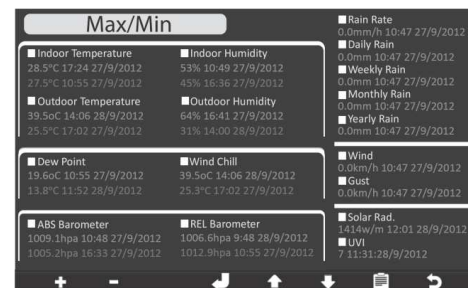 Max/Min
Indoor Temperature
28.5°C 17:24 27/9/2012
27.5°C 10:55 27/9/2012
Indoor Humidity
53% 10:49 27/9/2012
45% 16:36 27/9/2012
Outdoor Temperature
39.5oC 14:06 28/9/2012
25.5°C 17:02 27/9/2012
Outdoor Humidity
64% 16:41 27/9/2012
31% 14:00 28/9/2012
Dew Point
19.6oC 10:55 27/9/2012
13.8°C 11:52 28/9/2012
Wind Chill
39.5oC 14:06 28/9/2012
25.3°C 17:02 27/9/2012
ABS Barometer
1009.1hpa 10:48 27/9/2012
1005.2hpa 16:33 27/9/2012
REL Barometer
1006.6hpa 9:48 28/9/2012
1012.9hpa 10:55 27/9/2012
Rain Rate
0.0mm/h 10:47 27/9/2012
Daily Rain
0.0mm 10:47 27/9/2012
Weekly Rain
0.0mm 10:47 27/9/2012
Monthly Rain
0.0mm 10:47 27/9/2012
Yearly Rain
0.0mm 10:47 27/9/2012
Wind
0.0km/h 10:47 27/9/2012
Gust
0.0km/h 10:47 27/9/2012
Solar Rad.
1414w/m 12:01 28/9/2012
UVI
7 11:31:28/9/2012
+ -